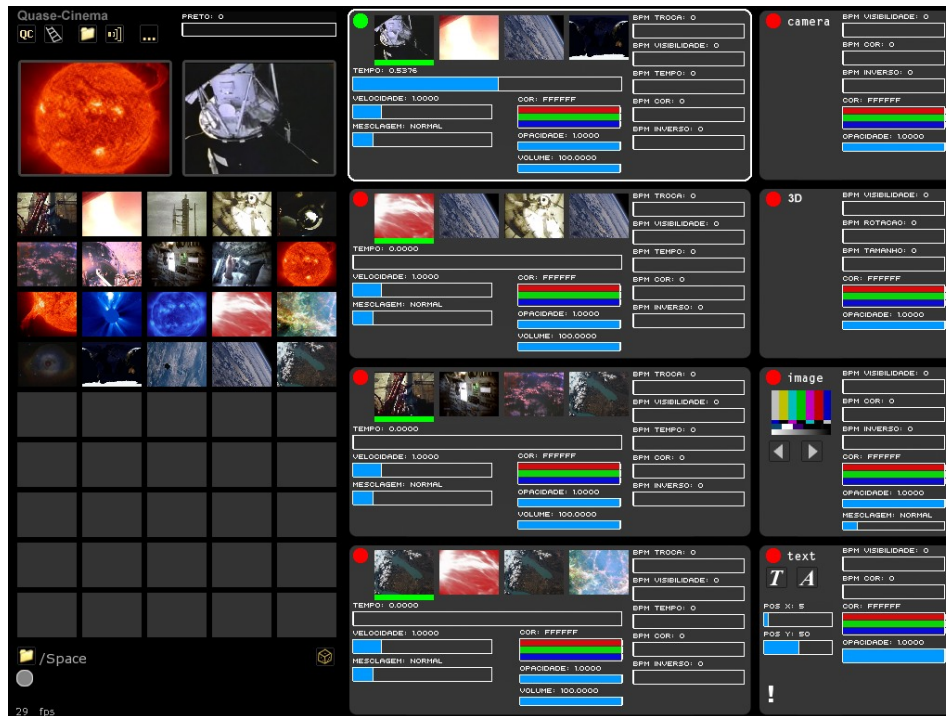 Quase-Cinema
QC
...
PRETO: 0
/Space
29 fps
TEMPO: 0.5376
VELOCIDADE: 1.0000
MESCLAGEM: NORMAL
COR: FFFFFF
OPACIDADE: 1.0000
VOLUME: 100.0000
BPM TROCA: 0
BPM VISIBILIDADE: 0
BPM TEMPO: 0
BPM COR: 0
BPM INVERSO: 0
TEMPO: 0.0000
VELOCIDADE: 1.0000
MESCLAGEM: NORMAL
COR: FFFFFF
OPACIDADE: 1.0000
VOLUME: 100.0000
BPM TROCA: 0
BPM VISIBILIDADE: 0
BPM TEMPO: 0
BPM COR: 0
BPM INVERSO: 0
TEMPO: 0.0000
VELOCIDADE: 1.0000
MESCLAGEM: NORMAL
COR: FFFFFF
OPACIDADE: 1.0000
VOLUME: 100.0000
BPM TROCA: 0
BPM VISIBILIDADE: 0
BPM TEMPO: 0
BPM COR: 0
BPM INVERSO: 0
TEMPO: 0.0000
VELOCIDADE: 1.0000
MESCLAGEM: NORMAL
COR: FFFFFF
OPACIDADE: 1.0000
VOLUME: 100.0000
BPM TROCA: 0
BPM VISIBILIDADE: 0
BPM TEMPO: 0
BPM COR: 0
BPM INVERSO: 0
camera
BPM VISIBILIDADE: 0
BPM COR: 0
BPM INVERSO: 0
COR: FFFFFF
OPACIDADE: 1.0000
3D
BPM VISIBILIDADE: 0
BPM ROTACAO: 0
BPM TAMANHO: 0
COR: FFFFFF
OPACIDADE: 1.0000
image
BPM VISIBILIDADE: 0
BPM COR: 0
BPM INVERSO: 0
COR: FFFFFF
OPACIDADE: 1.0000
MESCLAGEM: NORMAL
text
T A
POS X: 5
POS Y: 50
!
BPM VISIBILIDADE: 0
BPM COR: 0
COR: FFFFFF
OPACIDADE: 1.0000